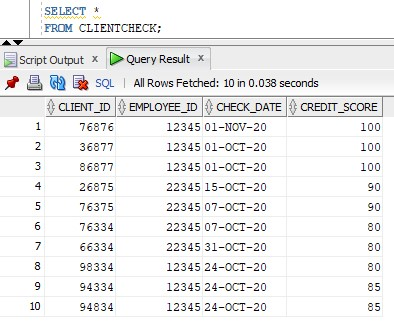 SELECT *
FROM CLIENTCHECK;
Script Output x Query Result x
SQL | All Rows Fetched: 10 in 0.038 seconds
CLIENT_ID EMPLOYEE_ID CHECK_DATE CREDIT_SCORE
1 76876 12345 01-NOV-20 100
2 36877 12345 01-OCT-20 100
3 86877 12345 01-OCT-20 100
4 26875 22345 15-OCT-20 90
5 76375 22345 07-OCT-20 90
6 76334 22345 07-OCT-20 80
7 66334 22345 31-OCT-20 80
8 98334 12345 24-OCT-20 80
9 94334 12345 24-OCT-20 85
10 94834 12345 24-OCT-20 85